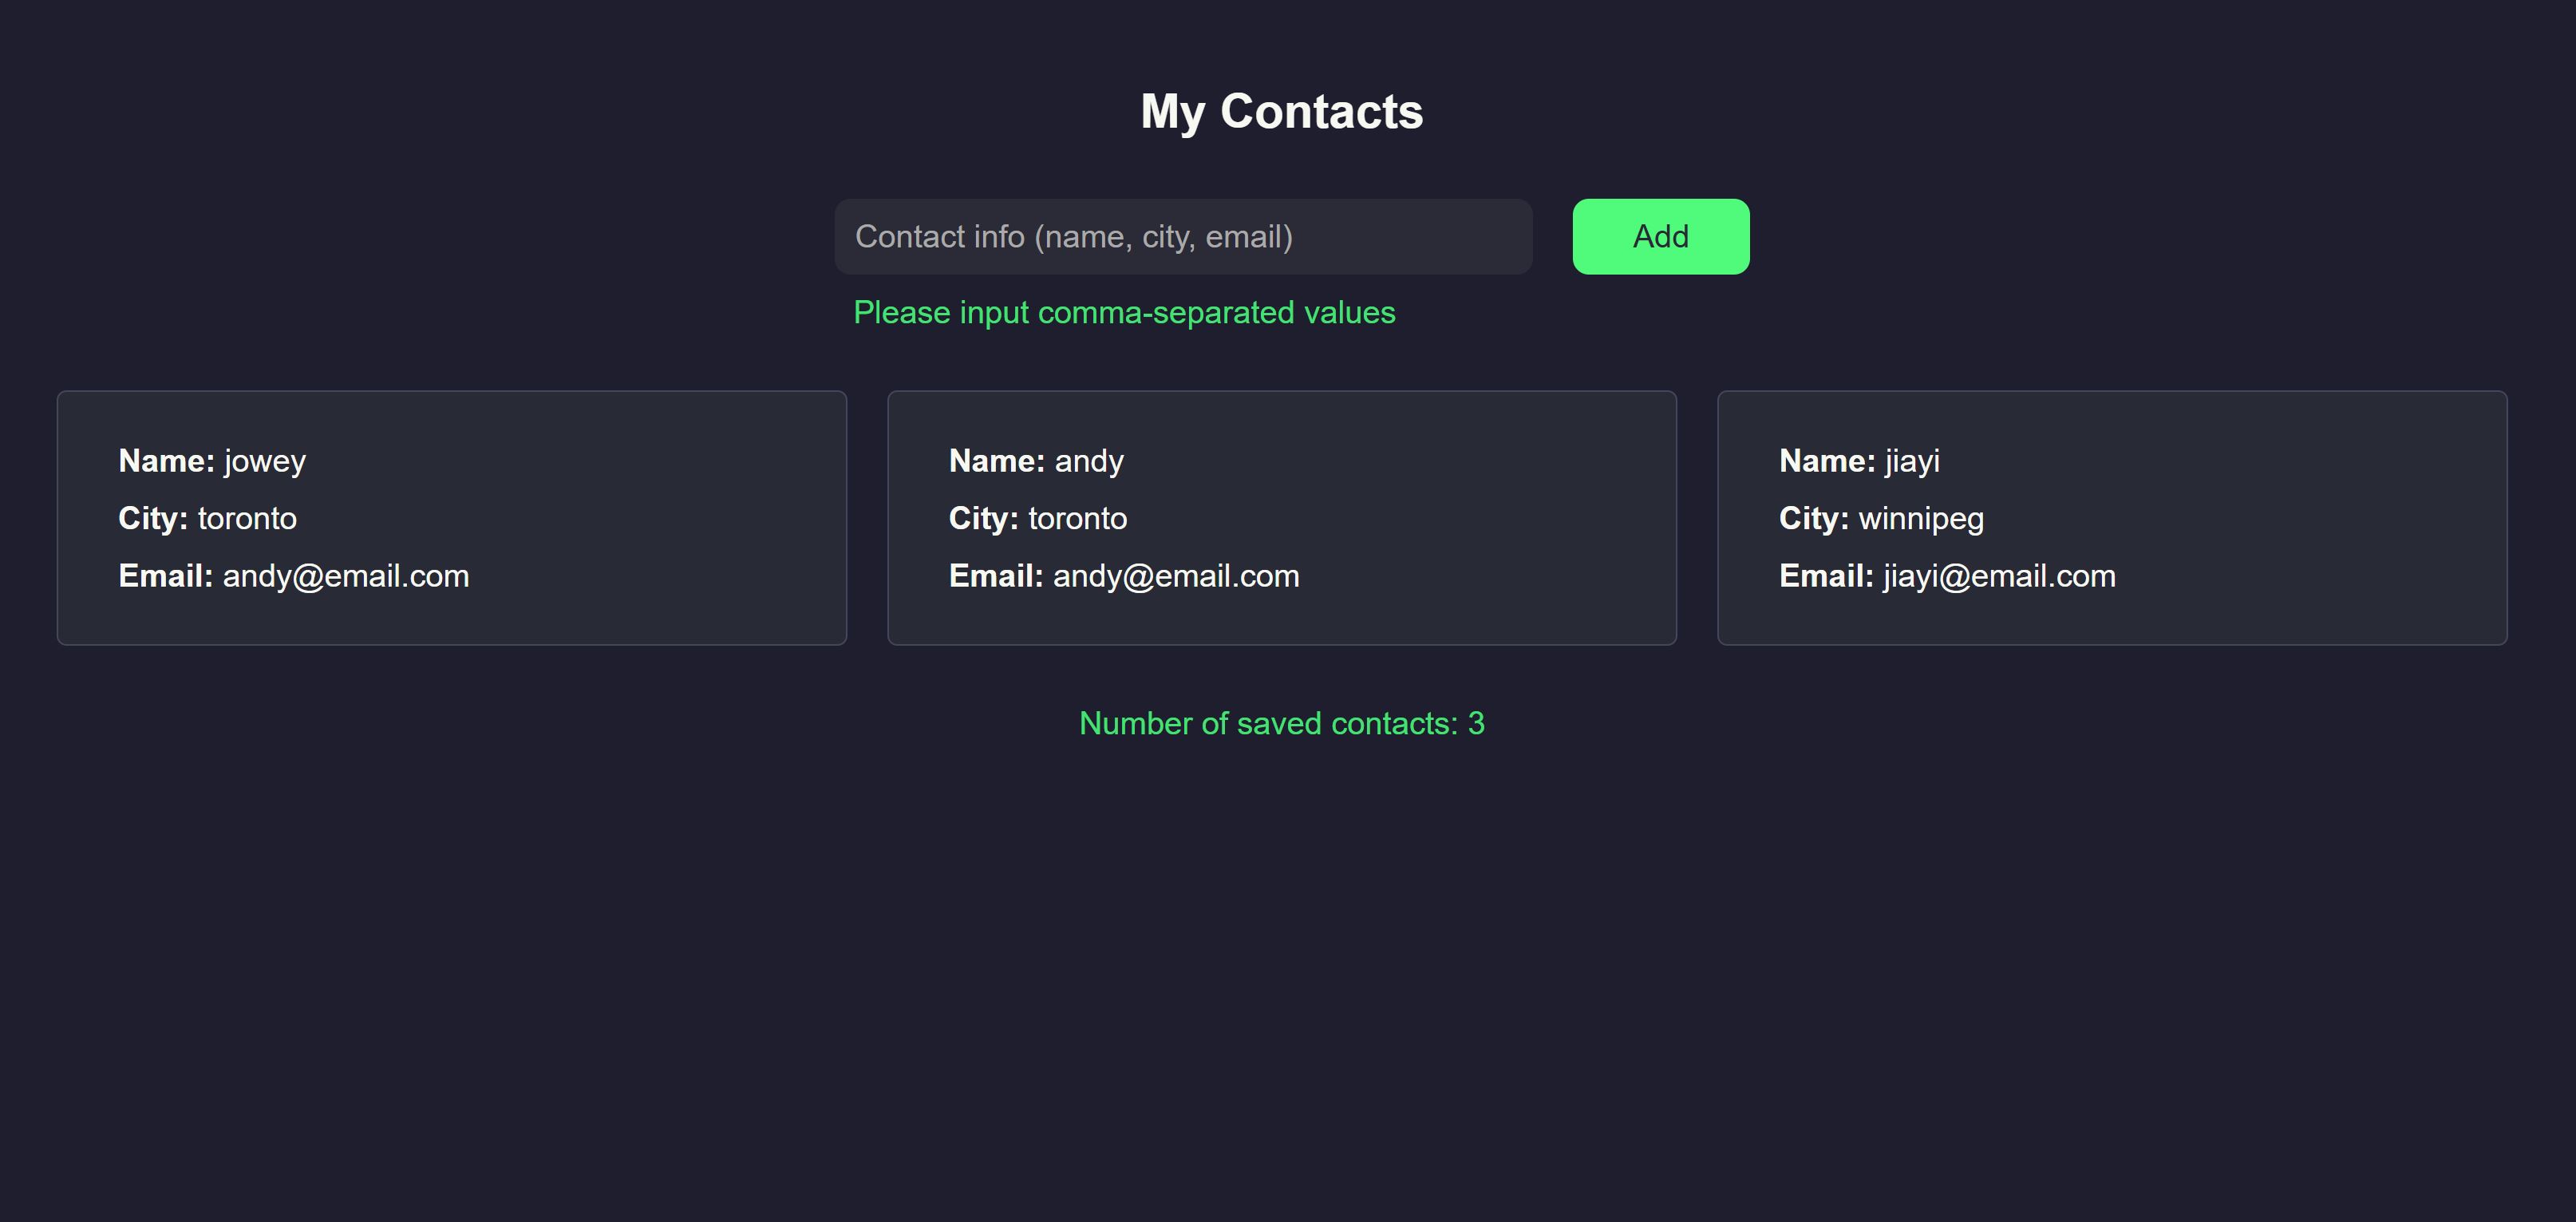 My Contacts
Contact info (name, city, email)
Add
Please input comma-separated values
Name: jowey
City: toronto
Email: andy@email.com
Name: andy
City: toronto
Email: andy@email.com
Name: jiayi
City: winnipeg
Email: jiayi@email.com
Number of saved contacts: 3